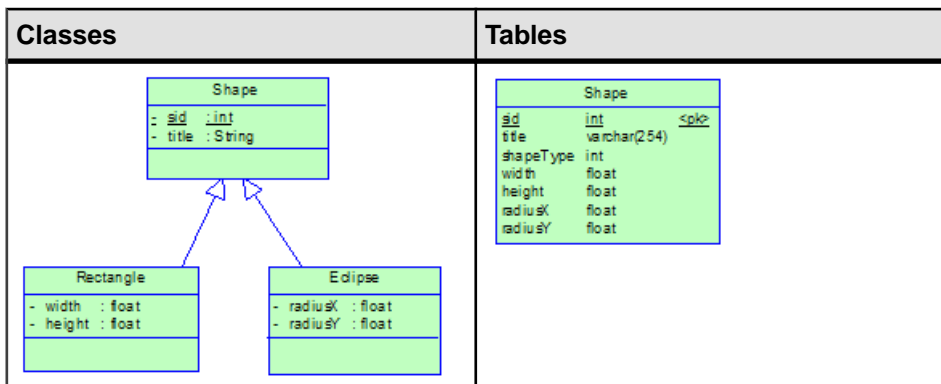 Classes Tables
Shape
- sid : int
- title : String
Rectangle
- width : float
- height : float
Eclipse
- radiusX : float
- radiusY : float
Shape
sid int <pk>
title varchar(254)
shapeType int
width float
height float
radiusX float
radiusY float